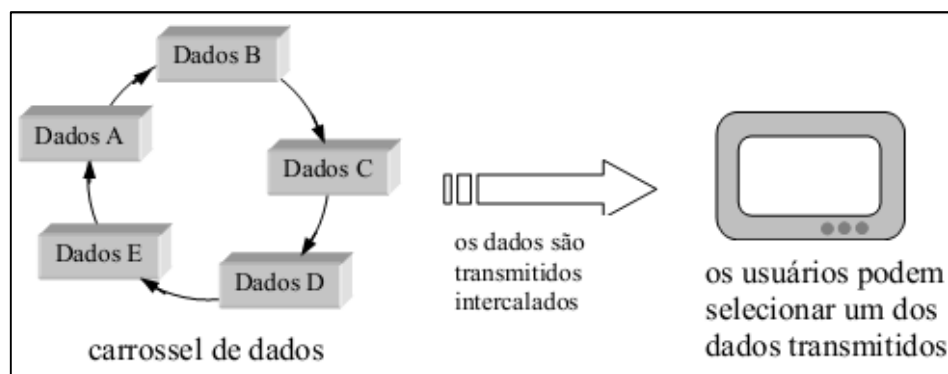 Dados B
Dados A
Dados C
Dados E
Dados D
carrossel de dados
os dados são
transmitidos
intercalados
os usuários podem
selecionar um dos
dados transmitidos